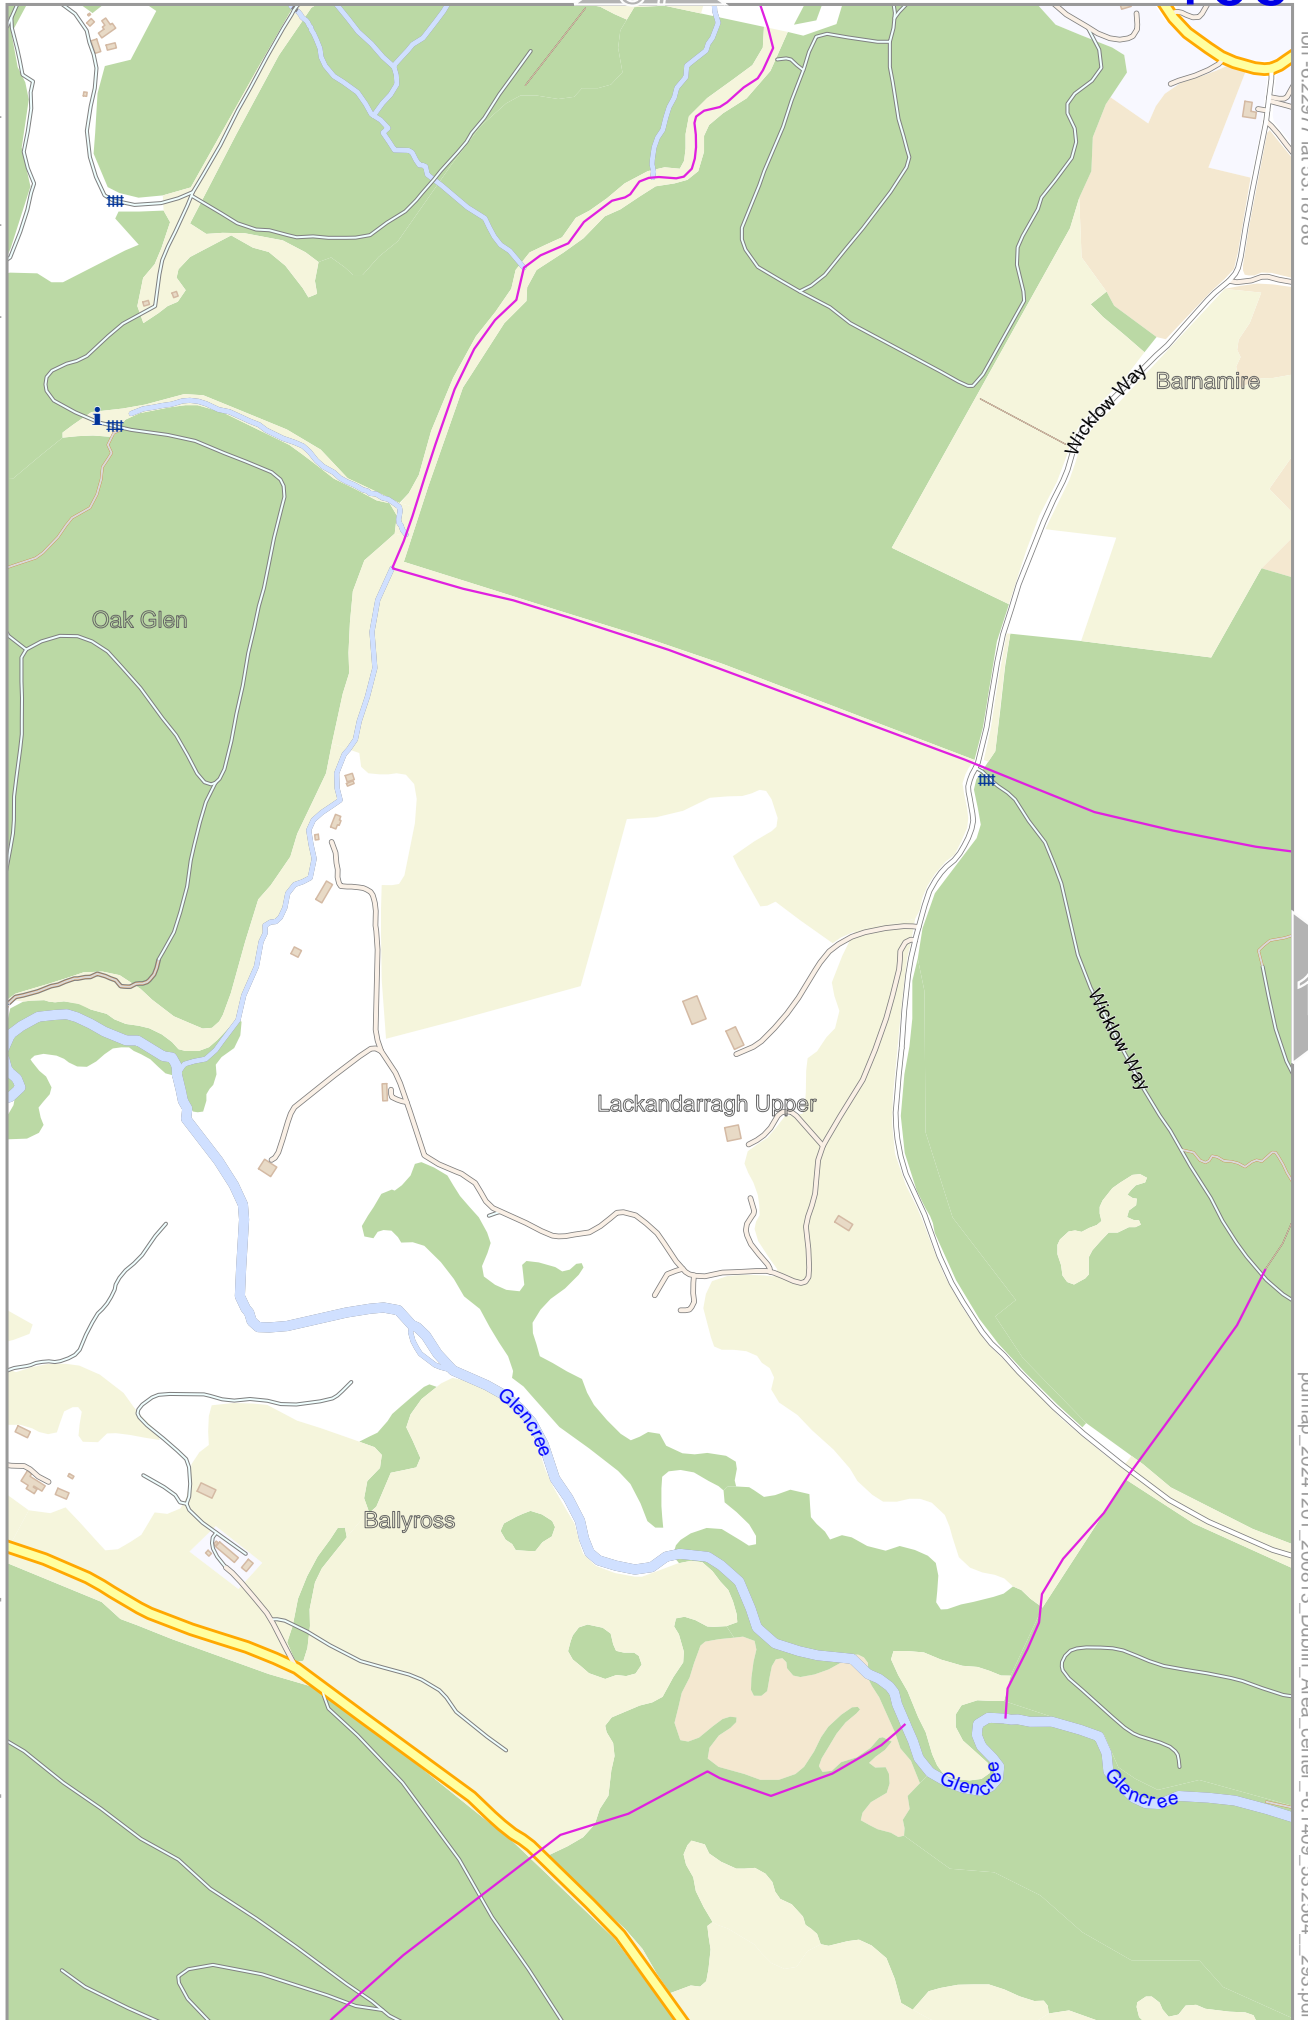 Barnamire
Wicklow Way
i
Oak Glen
Wicklow Way
Lackandarragh Upper
Glencree
Ballyross
Glencree
Glencree